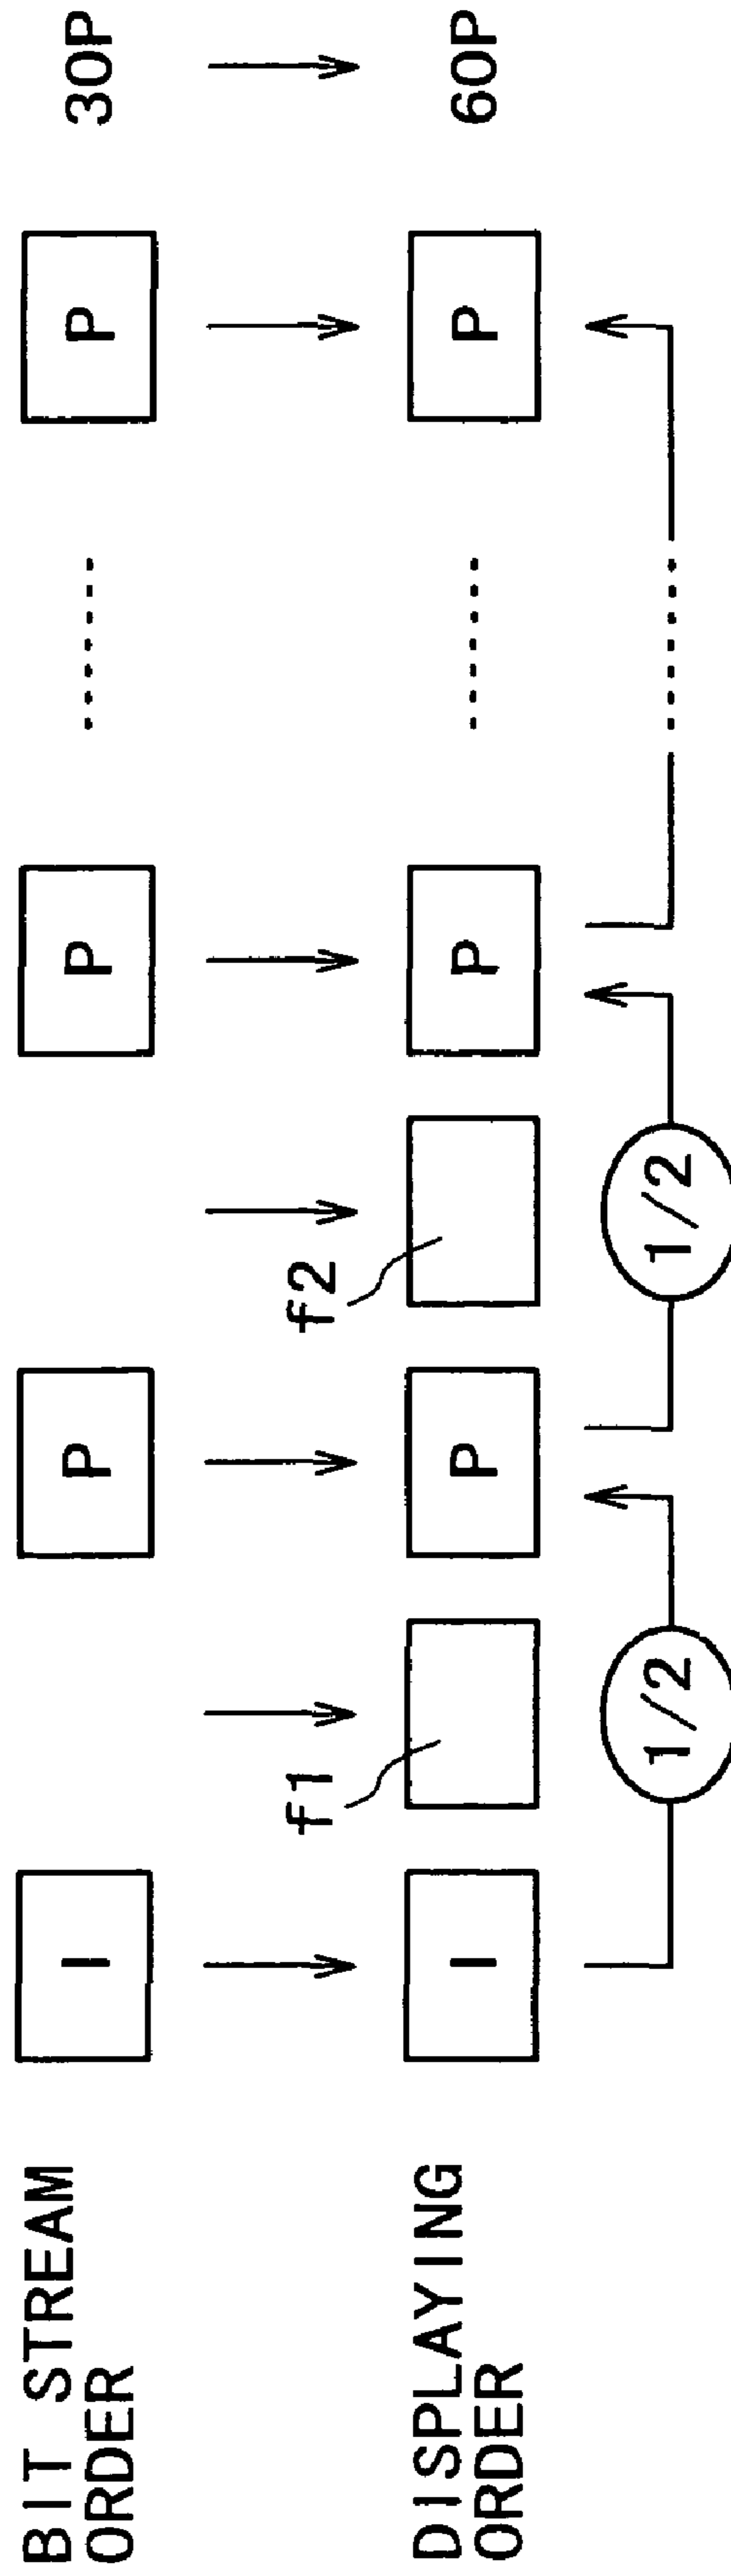 BIT STREAM
ORDER
I P P P 30P
f1 f2
DISPLAYING
ORDER
I P P P 60P
1/2 1/2